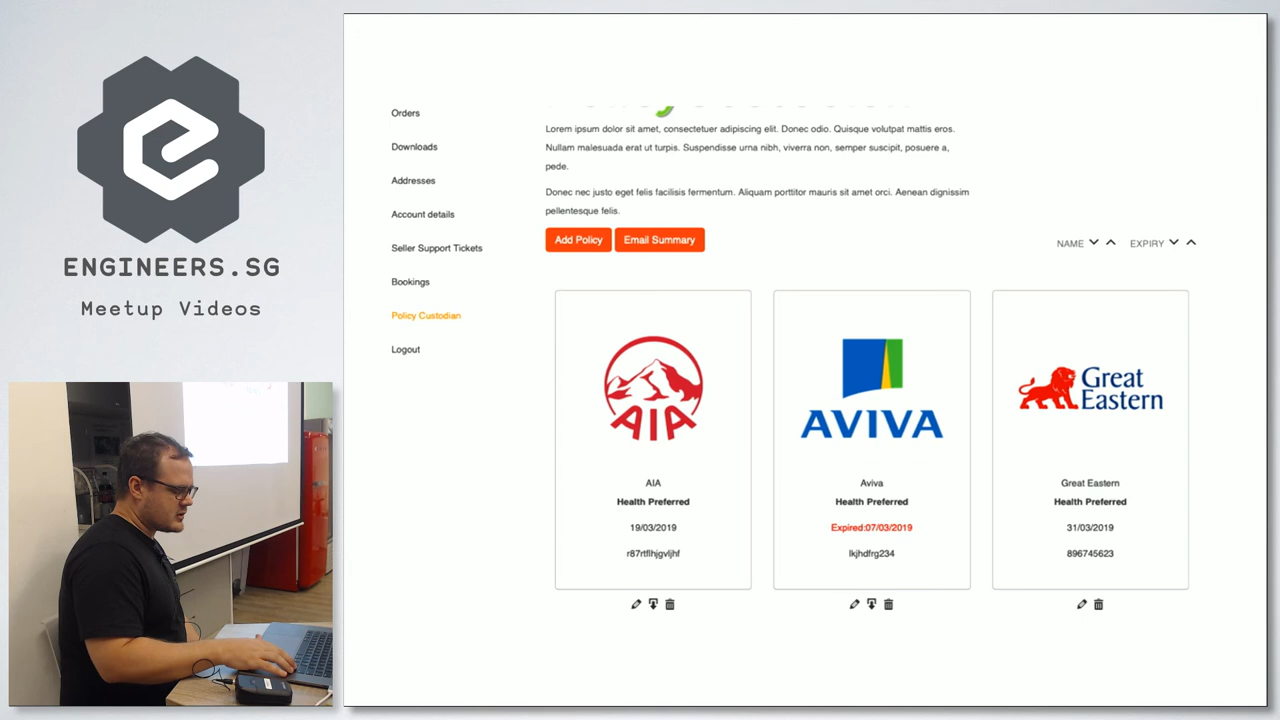 ENGINEERS.SG
Meetup Videos
Orders
Downloads
Addresses
Account details
Seller Support Tickets
Bookings
Policy Custodian
Logout
Lorem ipsum dolor sit amet, consectetuer adipiscing elit. Donec odio. Quisque volutpat mattis eros.
Nullam malesuada erat ut turpis. Suspendisse urna nibh, viverra non, semper suscipit, posuere a,
pede.
Donec nec justo eget felis facilisis fermentum. Aliquam porttitor mauris sit amet orci. Aenean dignissim
pellentesque felis.
Add Policy Email Summary
NAME EXPIRY
AIA
AIA
Health Preferred
19/03/2019
r87rtflhjgvljhf
AVIVA
Aviva
Health Preferred
Expired:07/03/2019
lkjhdfrg234
Great
Eastern
Great Eastern
Health Preferred
31/03/2019
896745623